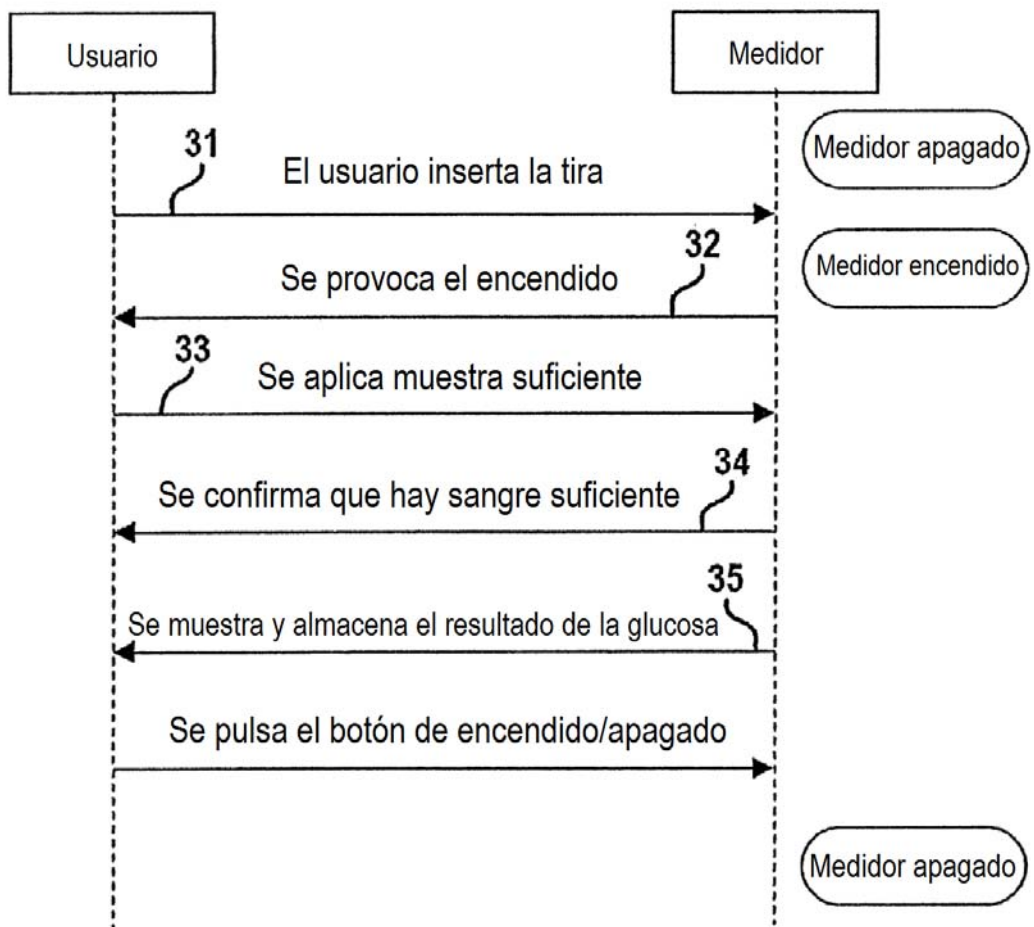 Usuario
Medidor
Medidor apagado
31
El usuario inserta la tira
32
Medidor encendido
Se provoca el encendido
33
Se aplica muestra suficiente
34
Se confirma que hay sangre suficiente
35
Se muestra y almacena el resultado de la glucosa
Se pulsa el botón de encendido/apagado
Medidor apagado